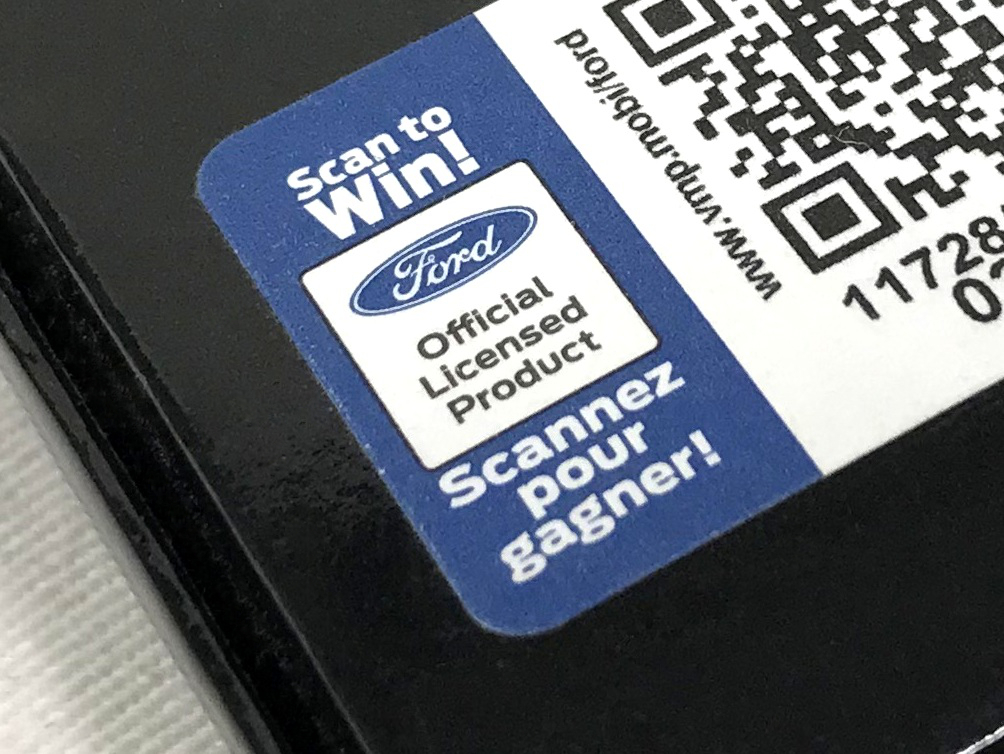 Scan to
Win!
Ford
Official
Licensed
Product
Scannez
pour
gagner!
www.vmp.mobi/ford
11728